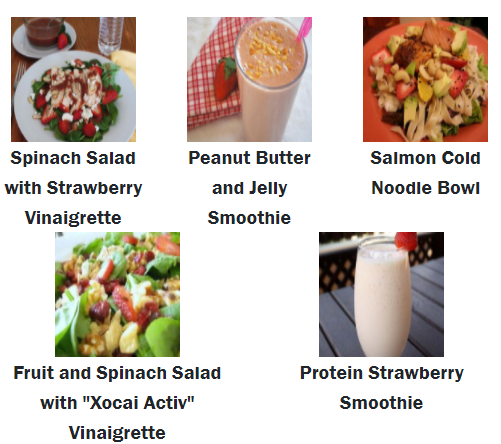 Spinach Salad
with Strawberry
Vinaigrette
Peanut Butter
and Jelly
Smoothie
Salmon Cold
Noodle Bowl
Fruit and Spinach Salad
with "Xocai Activ"
Vinaigrette
Protein Strawberry
Smoothie